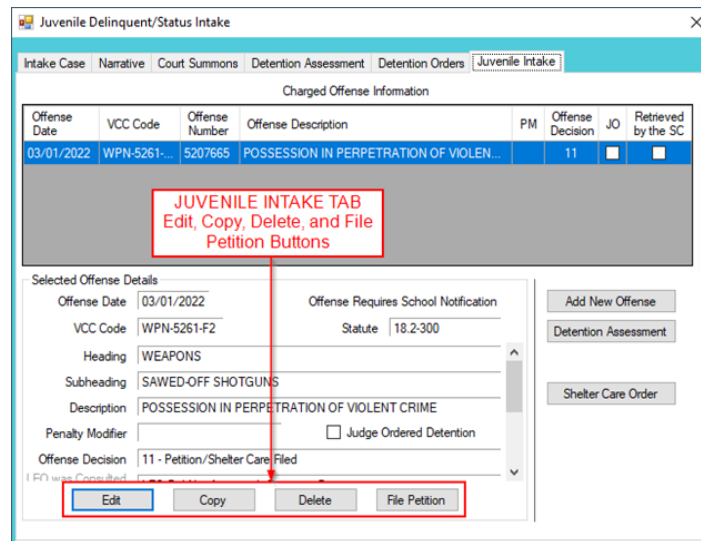 Juvenile Delinquent/Status Intake
Intake Case Narrative Court Summons Detention Assessment Detention Orders Juvenile Intake
Charged Offense Information
Offense Date VCC Code Offense Number Offense Description PM Offense Decision JO Retrieved by the SC
03/01/2022 WPN-5261-... 5207665 POSSESSION IN PERPETRATION OF VIOLEN... 11
JUVENILE INTAKE TAB
Edit, Copy, Delete, and File
Petition Buttons
Selected Offense Details
Offense Date 03/01/2022 Offense Requires School Notification
Add New Offense
VCC Code WPN-5261-F2 Statute 18.2-300
Detention Assessment
Heading WEAPONS
Subheading SAWED-OFF SHOTGUNS
Shelter Care Order
Description POSSESSION IN PERPETRATION OF VIOLENT CRIME
Penalty Modifier Judge Ordered Detention
Offense Decision 11 - Petition/Shelter Care Filed
LEO was Consulted
Edit Copy Delete File Petition